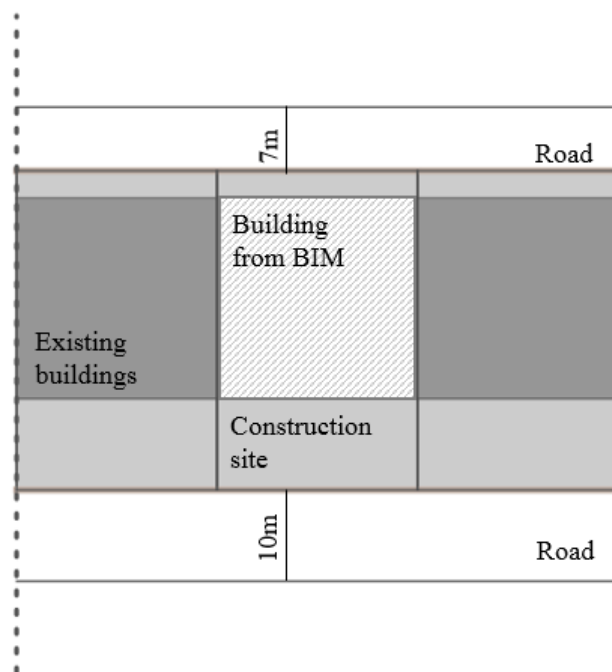 7m
Road
Building
from BIM
Existing
buildings
Construction
site
10m
Road